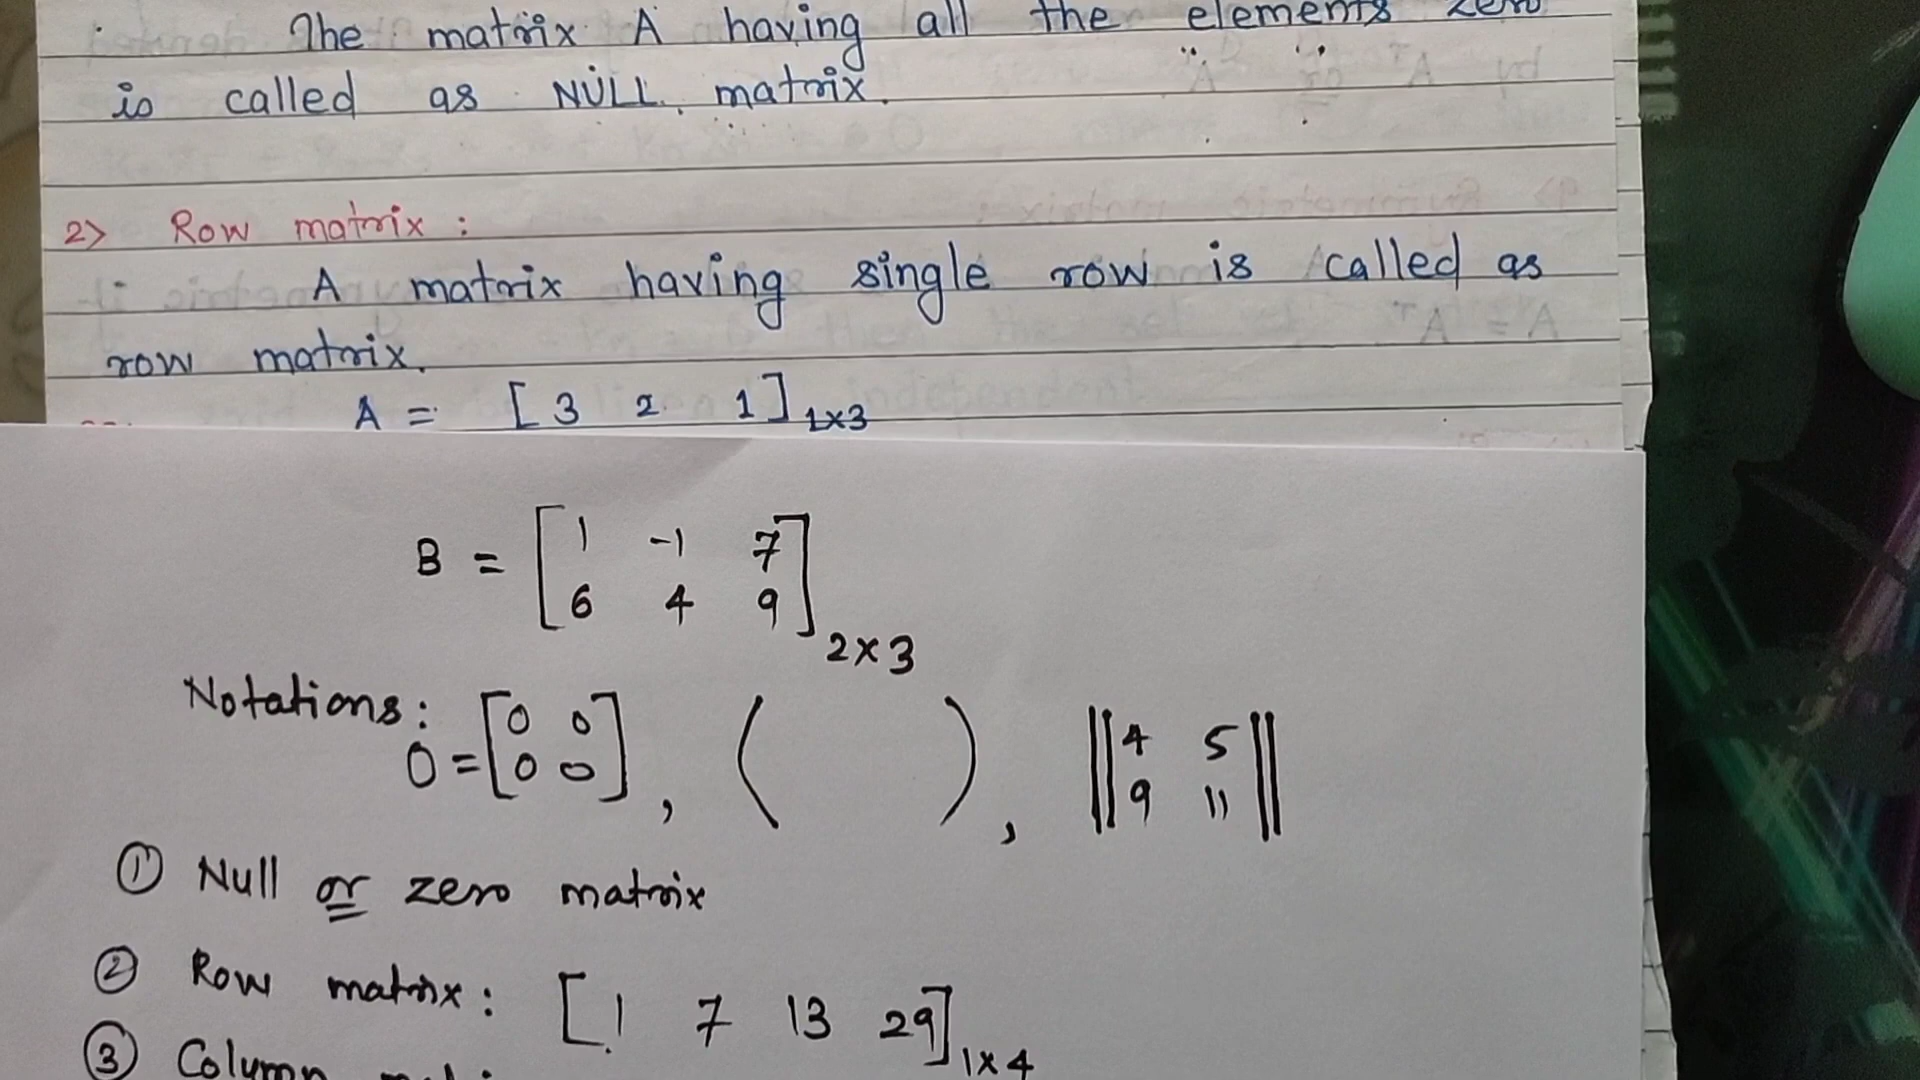 The matrix A having all the elements zero
is called as NULL matrix.
2> Row matrix :
A matrix having single row is called as
row matrix.
A = [ 3 2 1 ] 1×3
B = [ 1 -1 7
6 4 9 ] 2×3
Notations :
O = [ 0 0
0 0 ] , ( ) , || 4 5
9 11 ||
① Null or zero matrix
② Row matrix : [ 1 7 13 29 ] 1×4
③ Column